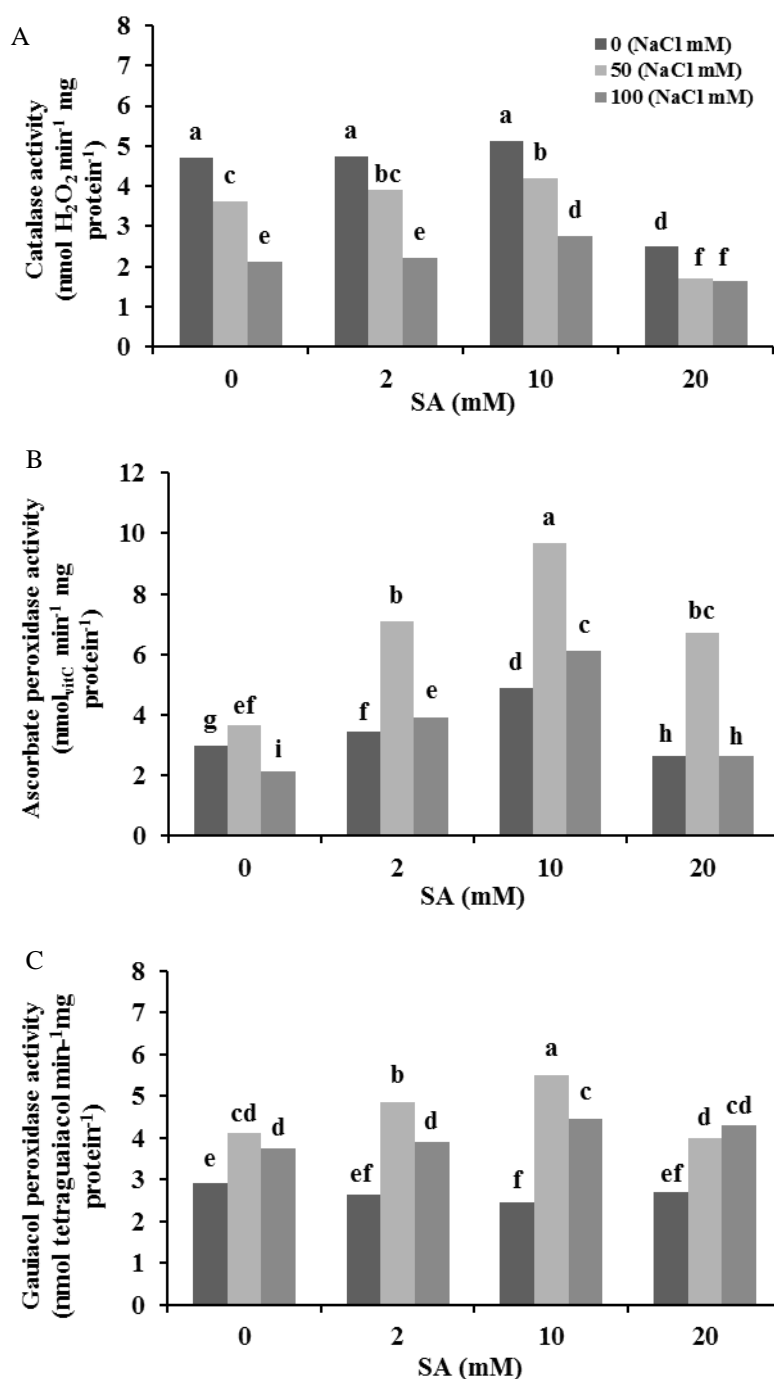 A
Catalase activity
(nmol H₂O₂ min⁻¹ mg
protein⁻¹)
8
7
6
5
4
3
2
1
0
0 (NaCl mM)
50 (NaCl mM)
100 (NaCl mM)
a
c
e
a
bc
e
a
b
d
d
f
f
0
2
10
20
SA (mM)
B
Ascorbate peroxidase activity
(nmolvitC min⁻¹ mg
protein⁻¹)
12
10
8
6
4
2
0
g
ef
i
f
b
e
d
a
c
h
bc
h
0
2
10
20
SA (mM)
C
Gauiacol peroxidase activity
(nmol tetraguaiacol min-¹mg
protein⁻¹)
8
7
6
5
4
3
2
1
0
e
cd
d
ef
b
d
f
a
c
ef
d
cd
0
2
10
20
SA (mM)